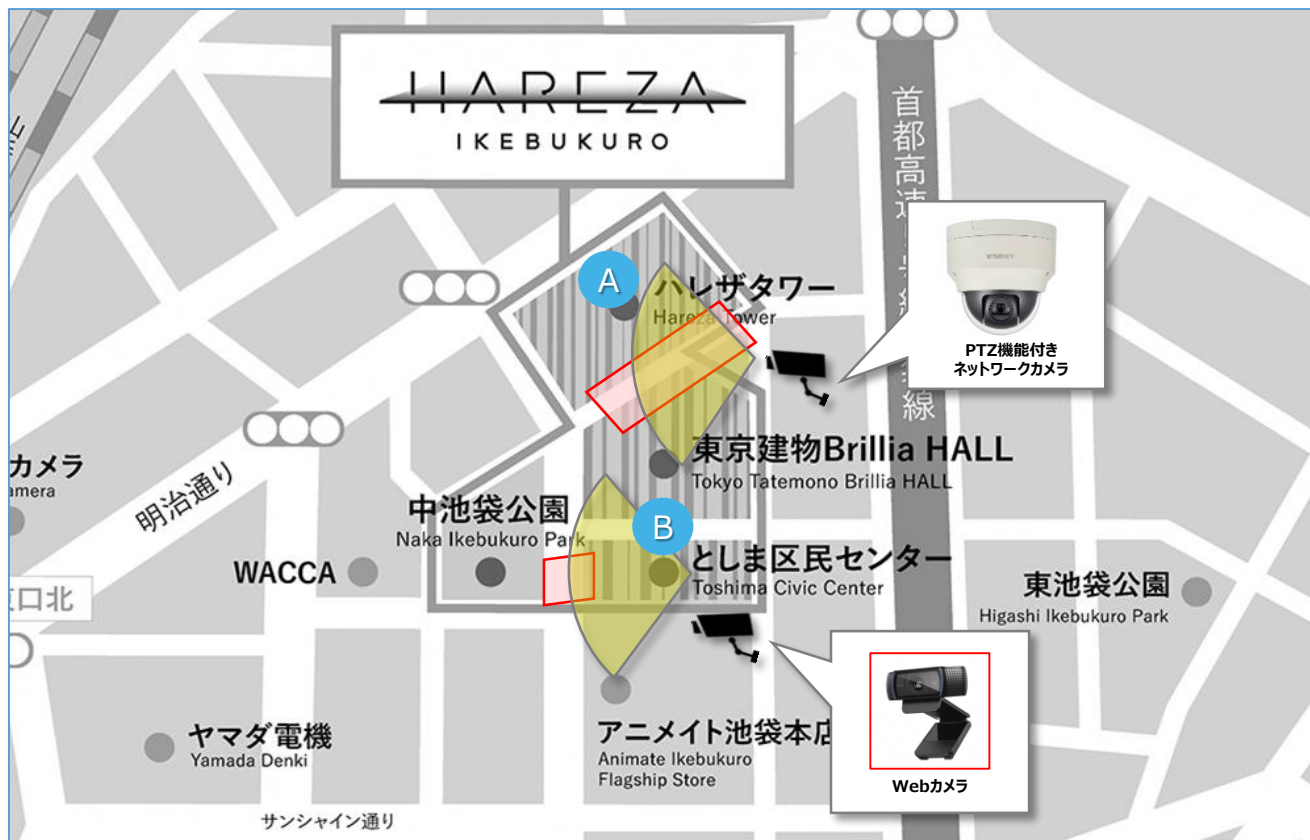 HAREZA
IKEBUKURO
首都高速
線
A
ハレザタワー
Hareza Tower
WISENET
PTZ機能付き
ネットワークカメラ
東京建物Brillia HALL
Tokyo Tatemono Brillia HALL
カメラ
amera
明治通り
中池袋公園
Naka Ikebukuro Park
B
WACCA
としま区民センター
Toshima Civic Center
東池袋公園
Higashi Ikebukuro Park
口北
ヤマダ電機
Yamada Denki
アニメイト池袋本店
Animate Ikebukuro
Flagship Store
Webカメラ
サンシャイン通り